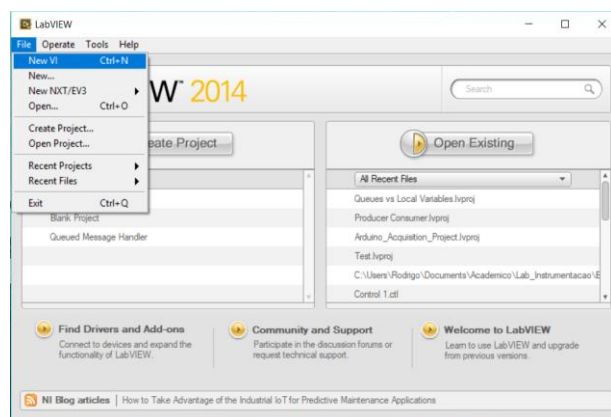 LabVIEW
File Operate Tools Help
New VI Ctrl+N
New...
New NXT/EV3
Open... Ctrl+O
Create Project...
Open Project...
Recent Projects
Recent Files
Exit Ctrl+Q
W™ 2014
Search
eate Project
Open Existing
All Recent Files
Blank Project
Queued Message Handler
Queues vs Local Variables.lvproj
Producer Consumer.lvproj
Arduino_Acquisition_Project.lvproj
Test.lvproj
C:\Users\Rodrigo\Documents\Academico\Lab_Instrumentacao\E
Control 1.ctl
Find Drivers and Add-ons
Connect to devices and expand the
functionality of LabVIEW.
Community and Support
Participate in the discussion forums or
request technical support.
Welcome to LabVIEW
Learn to use LabVIEW and upgrade
from previous versions.
NI Blog articles | How to Take Advantage of the Industrial IoT for Predictive Maintenance Applications